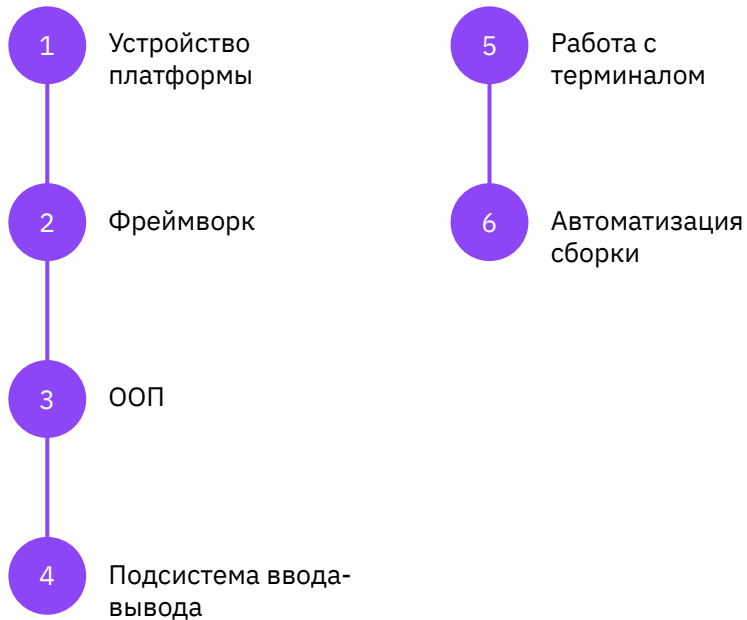 1
Устройство
платформы
2
Фреймворк
3
ООП
4
Подсистема ввода-
вывода
5
Работа с
терминалом
6
Автоматизация
сборки